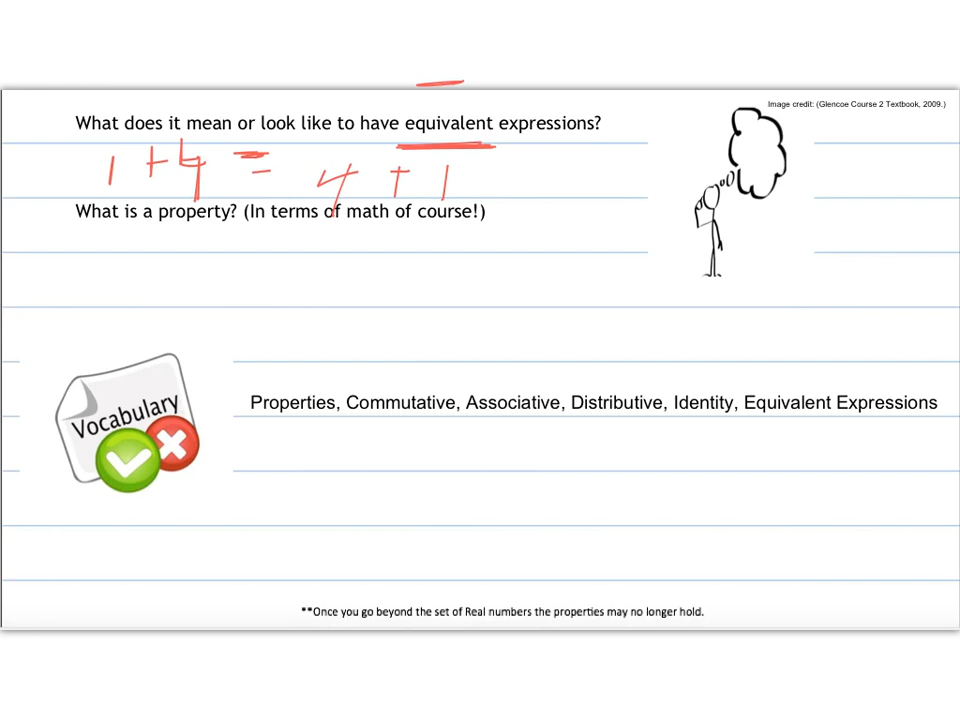 Image credit: (Glencoe Course 2 Textbook, 2009.)
What does it mean or look like to have equivalent expressions?
1 + 4 = 4 + 1
What is a property? (In terms of math of course!)
Vocabulary
Properties, Commutative, Associative, Distributive, Identity, Equivalent Expressions
**Once you go beyond the set of Real numbers the properties may no longer hold.